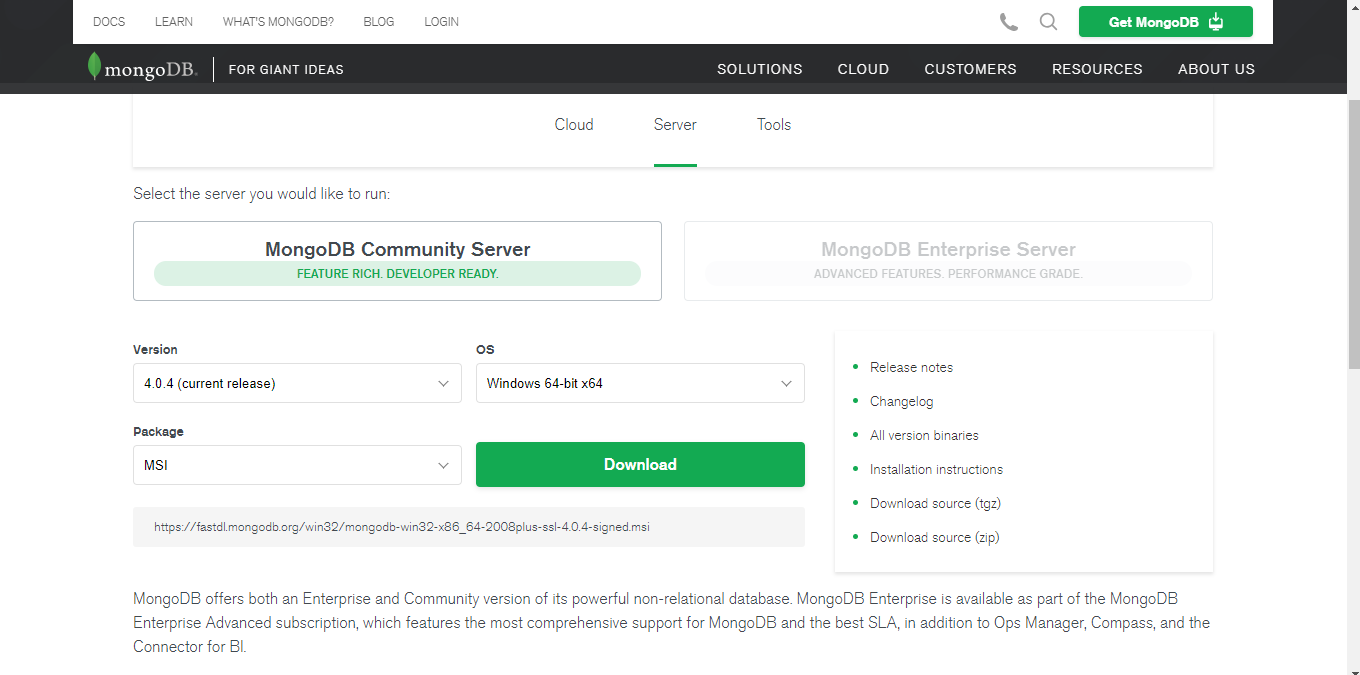 DOCS LEARN WHAT'S MONGODB? BLOG LOGIN Get MongoDB
mongoDB. FOR GIANT IDEAS SOLUTIONS CLOUD CUSTOMERS RESOURCES ABOUT US
Cloud Server Tools
Select the server you would like to run:
MongoDB Community Server
FEATURE RICH. DEVELOPER READY.
MongoDB Enterprise Server
ADVANCED FEATURES. PERFORMANCE GRADE.
Version
4.0.4 (current release)
OS
Windows 64-bit x64
Package
MSI
Download
https://fastdl.mongodb.org/win32/mongodb-win32-x86_64-2008plus-ssl-4.0.4-signed.msi
Release notes
Changelog
All version binaries
Installation instructions
Download source (tgz)
Download source (zip)
MongoDB offers both an Enterprise and Community version of its powerful non-relational database. MongoDB Enterprise is available as part of the MongoDB
Enterprise Advanced subscription, which features the most comprehensive support for MongoDB and the best SLA, in addition to Ops Manager, Compass, and the
Connector for BI.